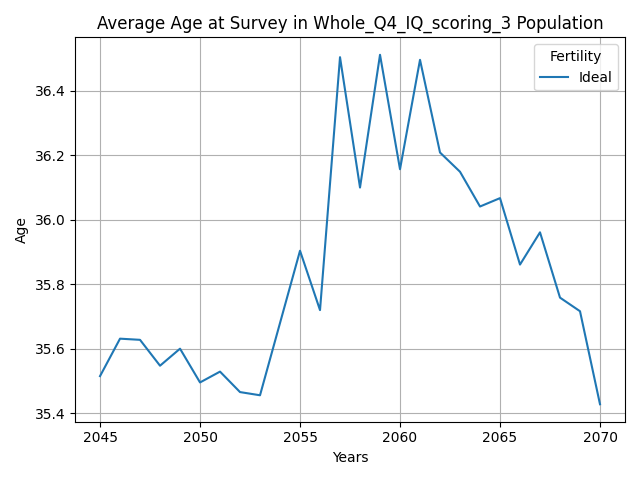 Average Age at Survey in Whole_Q4_IQ_scoring_3 Population
Fertility
Ideal
36.4
36.2
36.0
35.8
35.6
35.4
Age
2045 2050 2055 2060 2065 2070
Years